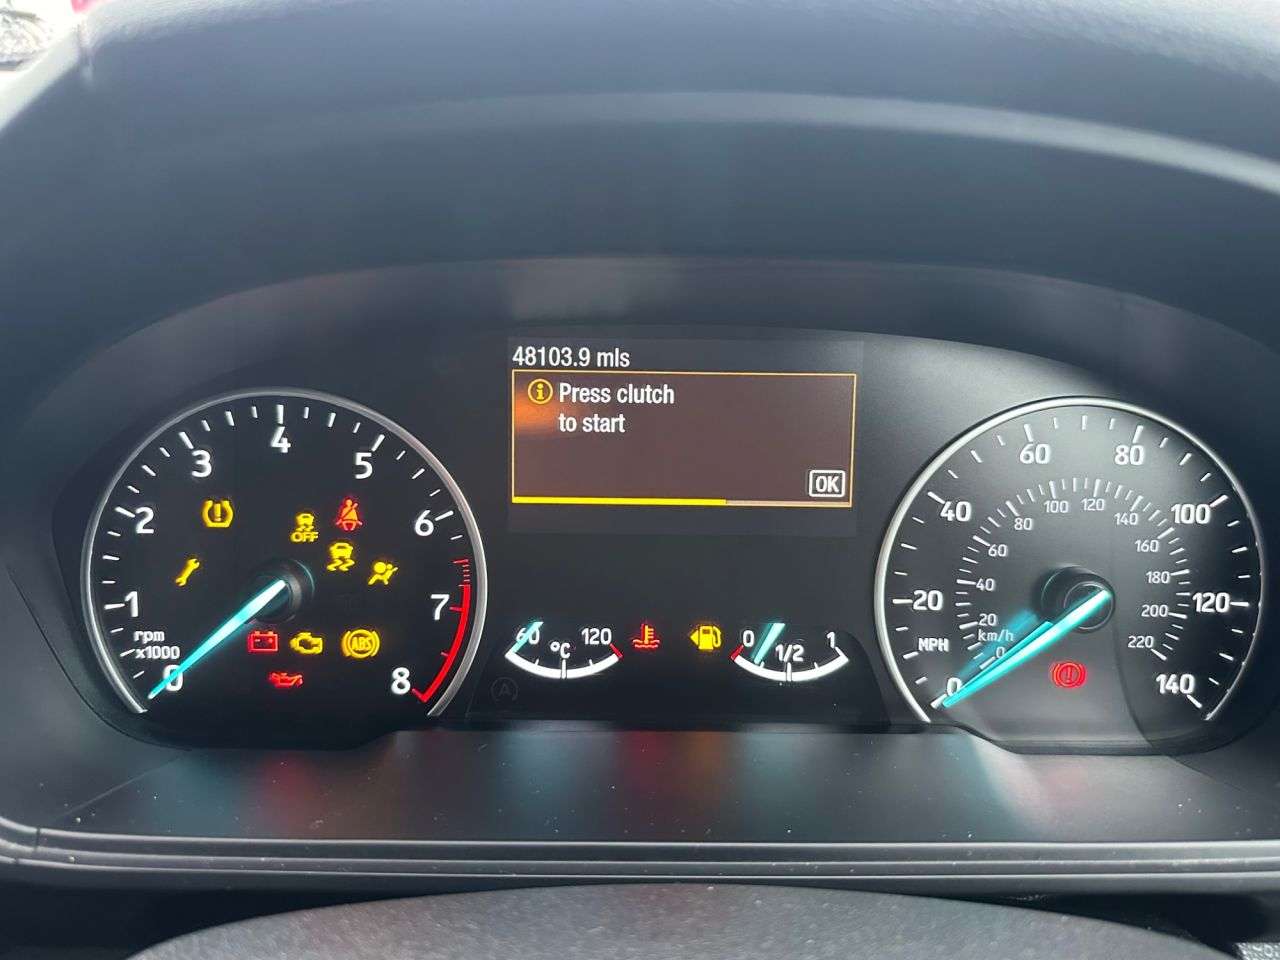 48103.9 mls
i Press clutch
to start
OK
0 1 2 3 4 5 6 7 8
rpm
x1000
OFF
ABS
60 120
°C
0 1/2 1
A
0 20 40 60 80 100 120 140
MPH
km/h
0 20 40 60 80 100 120 140 160 180 200 220